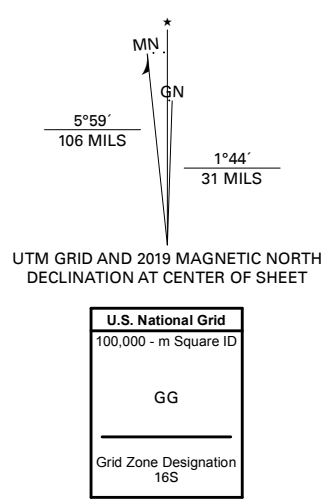 ★
MN
GN
5°59´
106 MILS
1°44´
31 MILS
UTM GRID AND 2019 MAGNETIC NORTH
DECLINATION AT CENTER OF SHEET
U.S. National Grid
100,000 - m Square ID
GG
Grid Zone Designation
16S